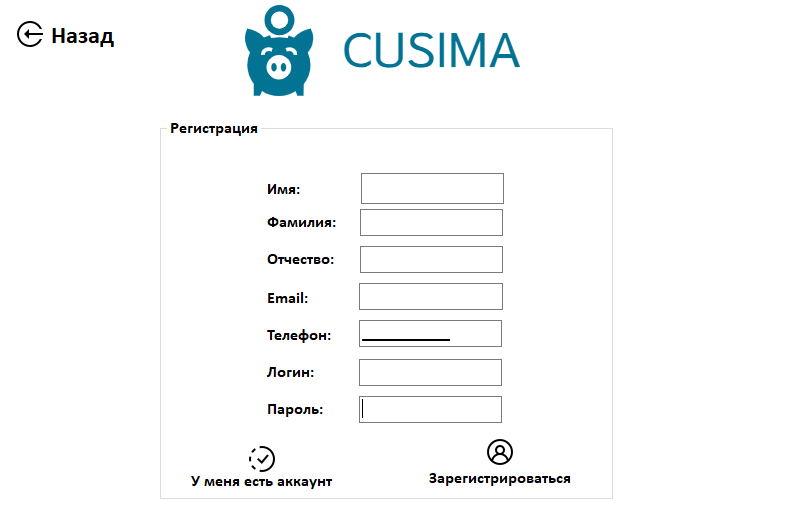 Назад
CUSIMA
Регистрация
Имя:
Фамилия:
Отчество:
Email:
Телефон:
Логин:
Пароль:
У меня есть аккаунт
Зарегистрироваться